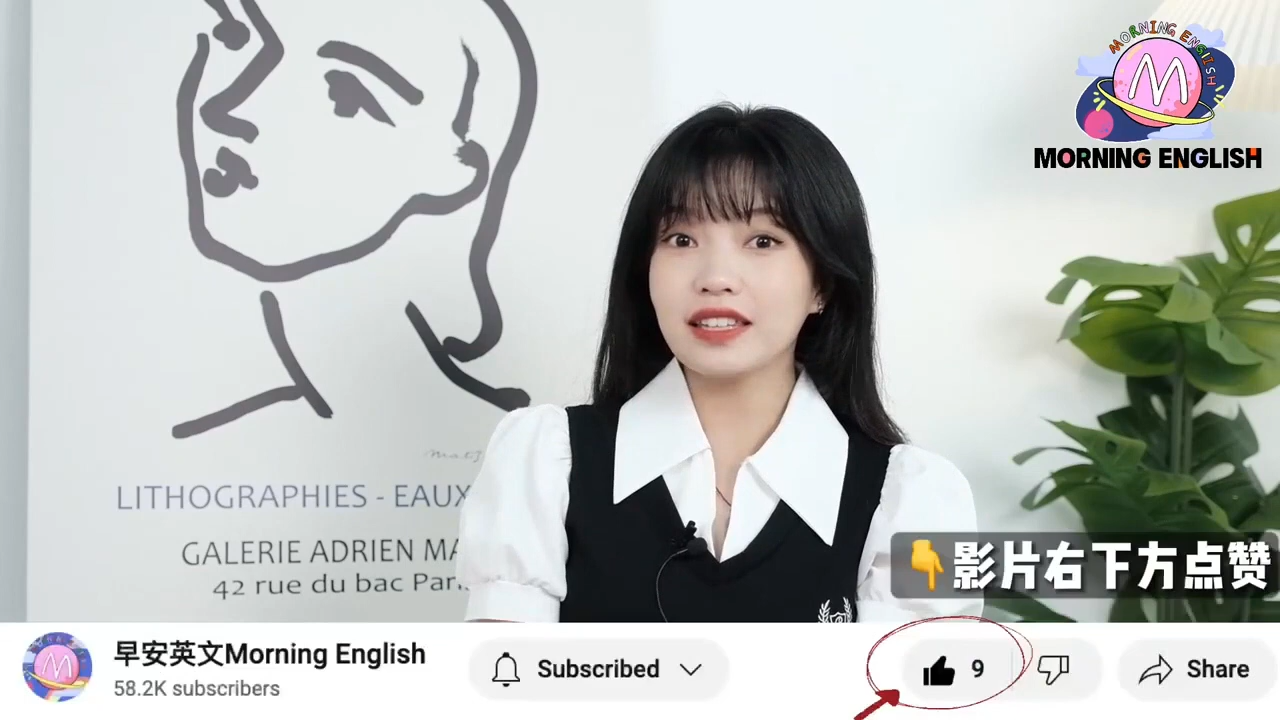 MORNING ENGLISH
M
MORNING ENGLISH
LITHOGRAPHIES - EAUX
GALERIE ADRIEN MA
42 rue du bac Paris
👇影片右下方点赞
M
早安英文Morning English
58.2K subscribers
Subscribed
9
Share